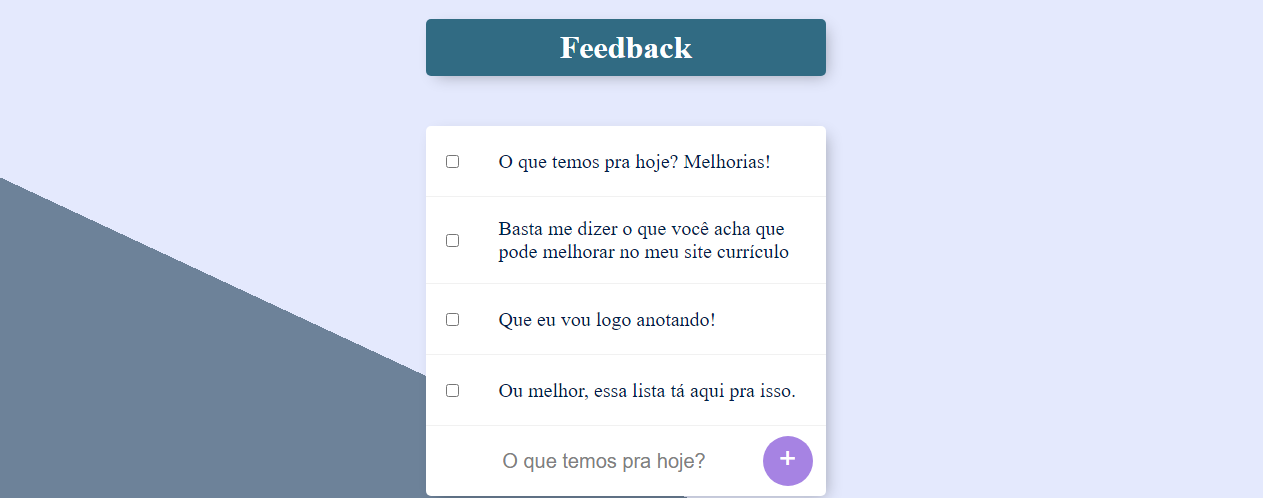 Feedback
O que temos pra hoje? Melhorias!
Basta me dizer o que você acha que
pode melhorar no meu site currículo
Que eu vou logo anotando!
Ou melhor, essa lista tá aqui pra isso.
O que temos pra hoje?
+